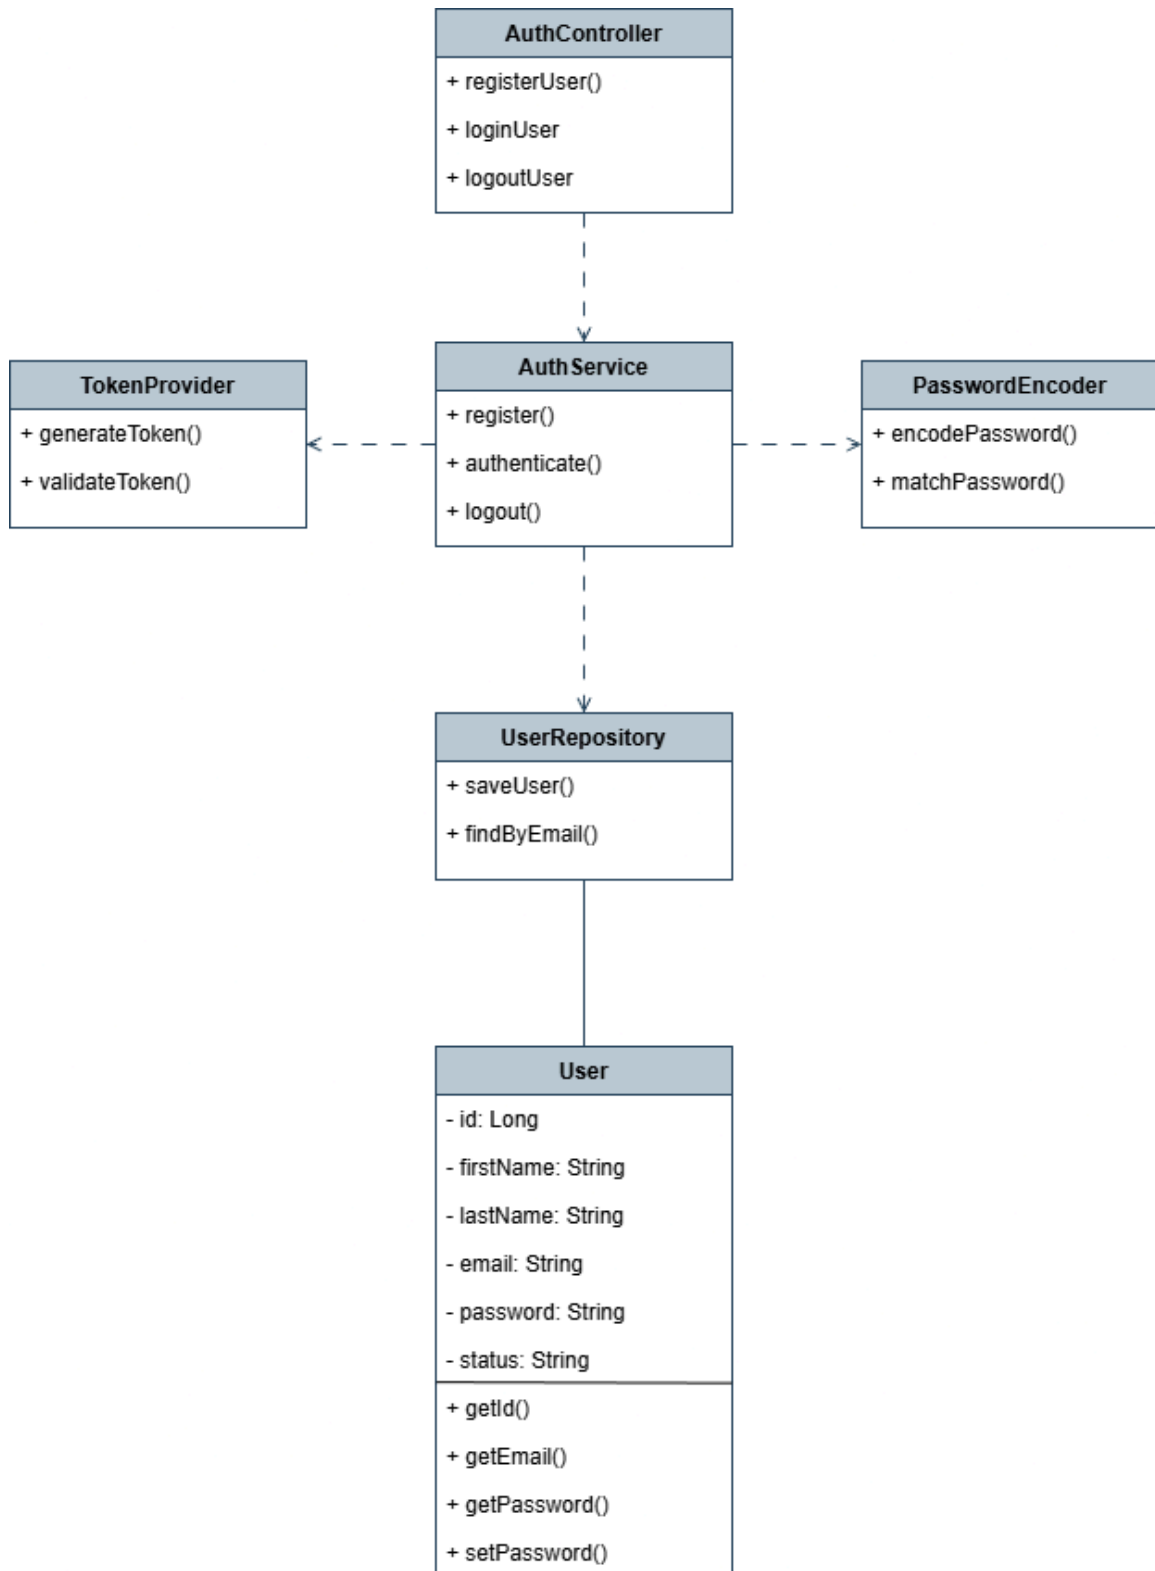 AuthController
+ registerUser()
+ loginUser
+ logoutUser
TokenProvider
+ generateToken()
+ validateToken()
AuthService
+ register()
+ authenticate()
+ logout()
PasswordEncoder
+ encodePassword()
+ matchPassword()
UserRepository
+ saveUser()
+ findByEmail()
User
- id: Long
- firstName: String
- lastName: String
- email: String
- password: String
- status: String
+ getId()
+ getEmail()
+ getPassword()
+ setPassword()